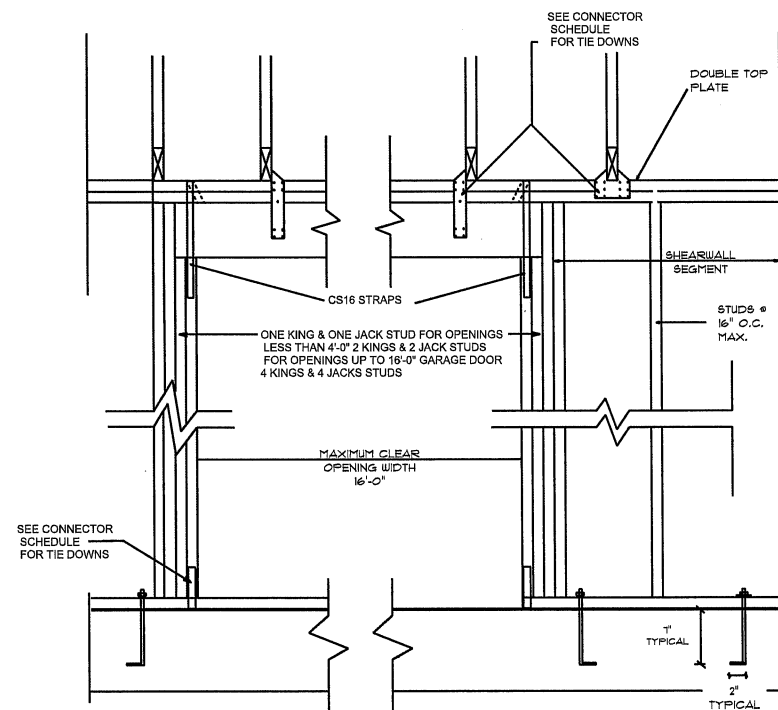 SEE CONNECTOR
SCHEDULE
FOR TIE DOWNS
DOUBLE TOP
PLATE
SHEARWALL
SEGMENT
CS16 STRAPS
STUDS @
16" O.C.
MAX.
ONE KING & ONE JACK STUD FOR OPENINGS
LESS THAN 4'-0" 2 KINGS & 2 JACK STUDS
FOR OPENINGS UP TO 16'-0" GARAGE DOOR
4 KINGS & 4 JACKS STUDS
MAXIMUM CLEAR
OPENING WIDTH
16'-0"
SEE CONNECTOR
SCHEDULE
FOR TIE DOWNS
7"
TYPICAL
2"
TYPICAL